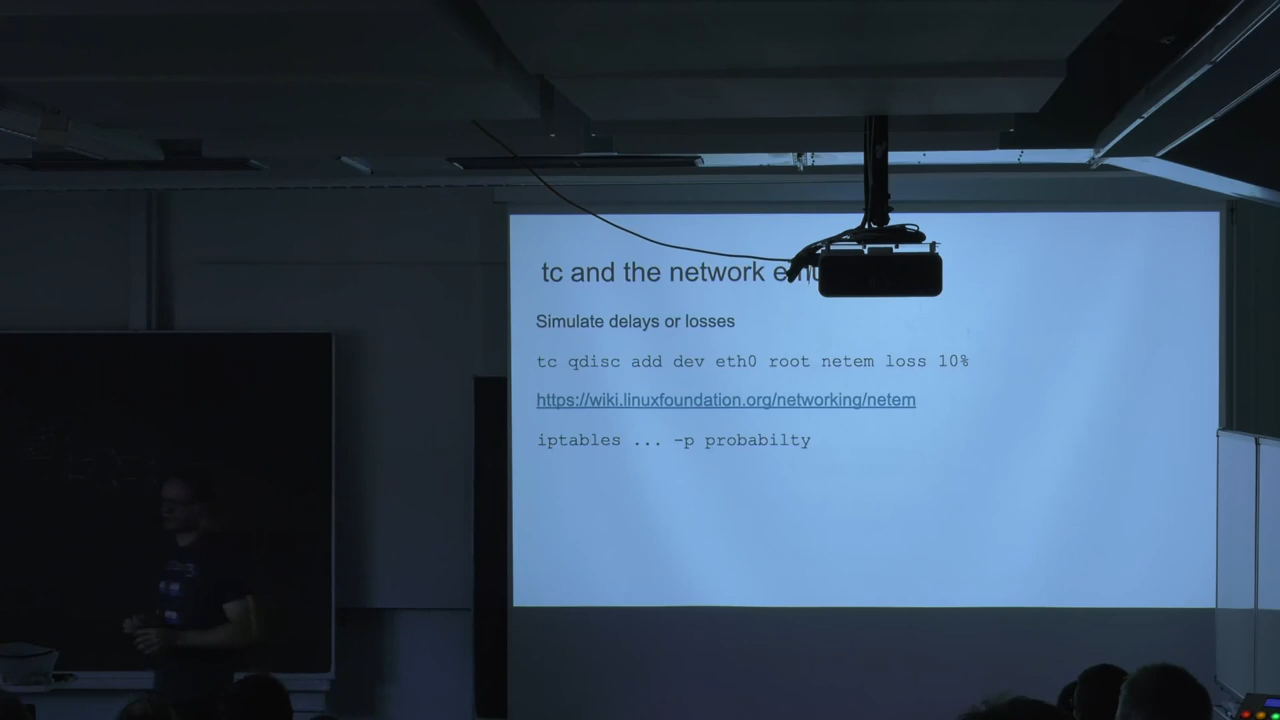 tc and the network emu
Simulate delays or losses
tc qdisc add dev eth0 root netem loss 10%
https://wiki.linuxfoundation.org/networking/netem
iptables ... -p probabilty